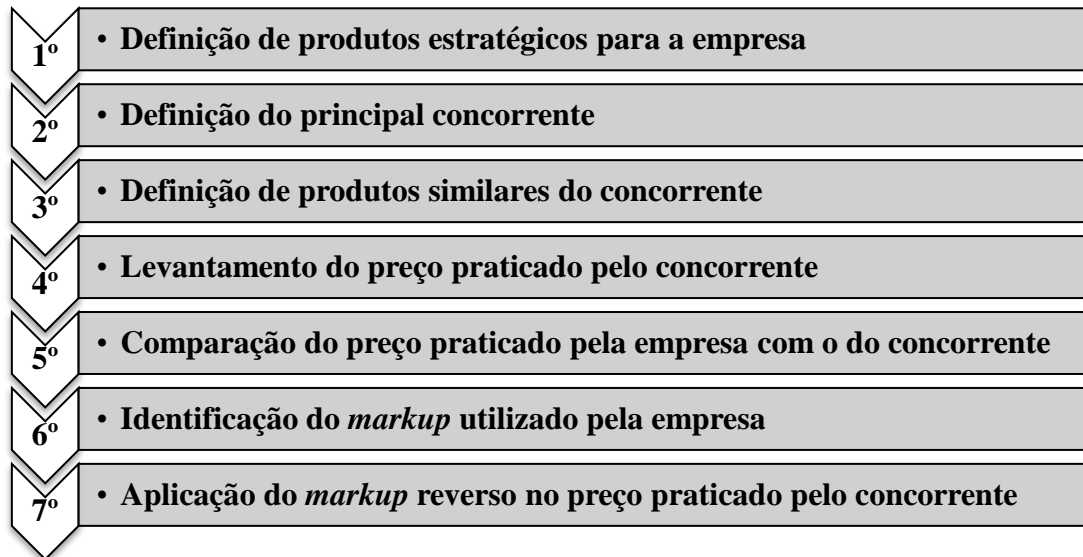 1º • Definição de produtos estratégicos para a empresa
2º • Definição do principal concorrente
3º • Definição de produtos similares do concorrente
4º • Levantamento do preço praticado pelo concorrente
5º • Comparação do preço praticado pela empresa com o do concorrente
6º • Identificação do markup utilizado pela empresa
7º • Aplicação do markup reverso no preço praticado pelo concorrente